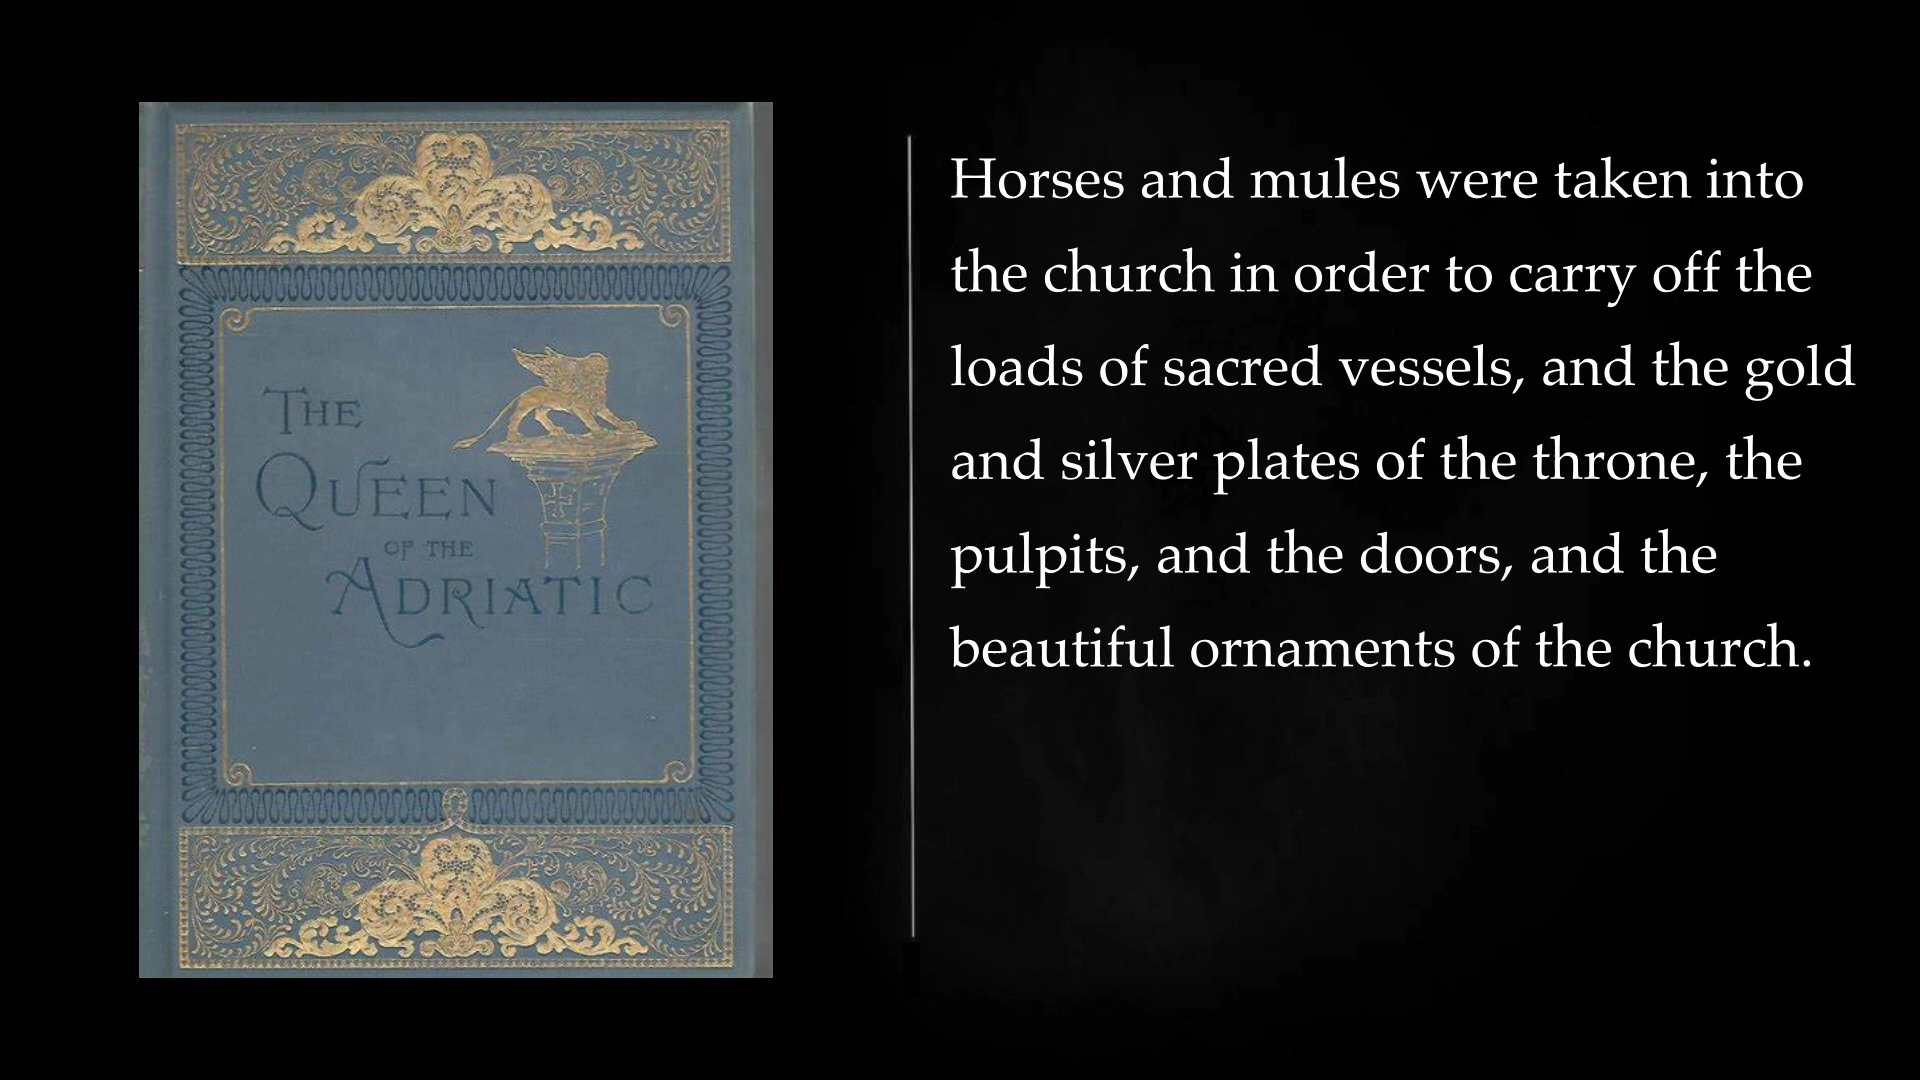 THE
QUEEN
OF THE
ADRIATIC
Horses and mules were taken into
the church in order to carry off the
loads of sacred vessels, and the gold
and silver plates of the throne, the
pulpits, and the doors, and the
beautiful ornaments of the church.